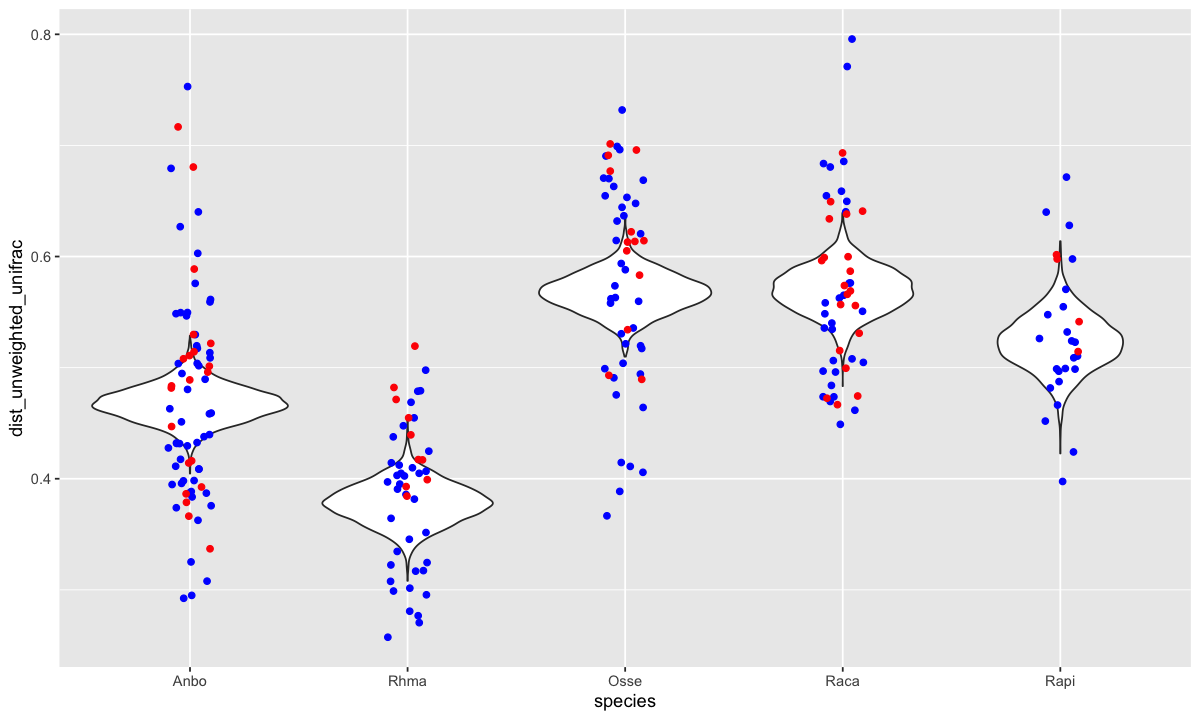 0.8
0.6
0.4
dist_unweighted_unifrac
Anbo Rhma Osse Raca Rapi
species